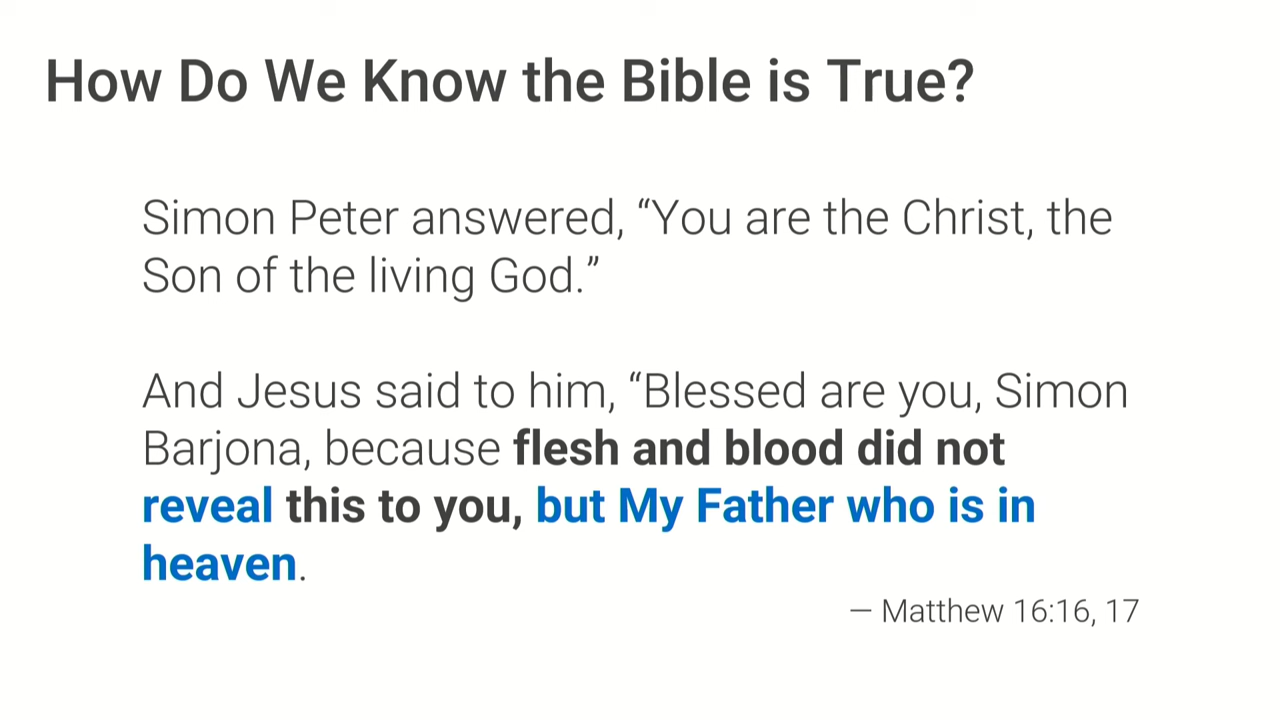 How Do We Know the Bible is True?
Simon Peter answered, “You are the Christ, the
Son of the living God.”
And Jesus said to him, “Blessed are you, Simon
Barjona, because flesh and blood did not
reveal this to you, but My Father who is in
heaven.
— Matthew 16:16, 17